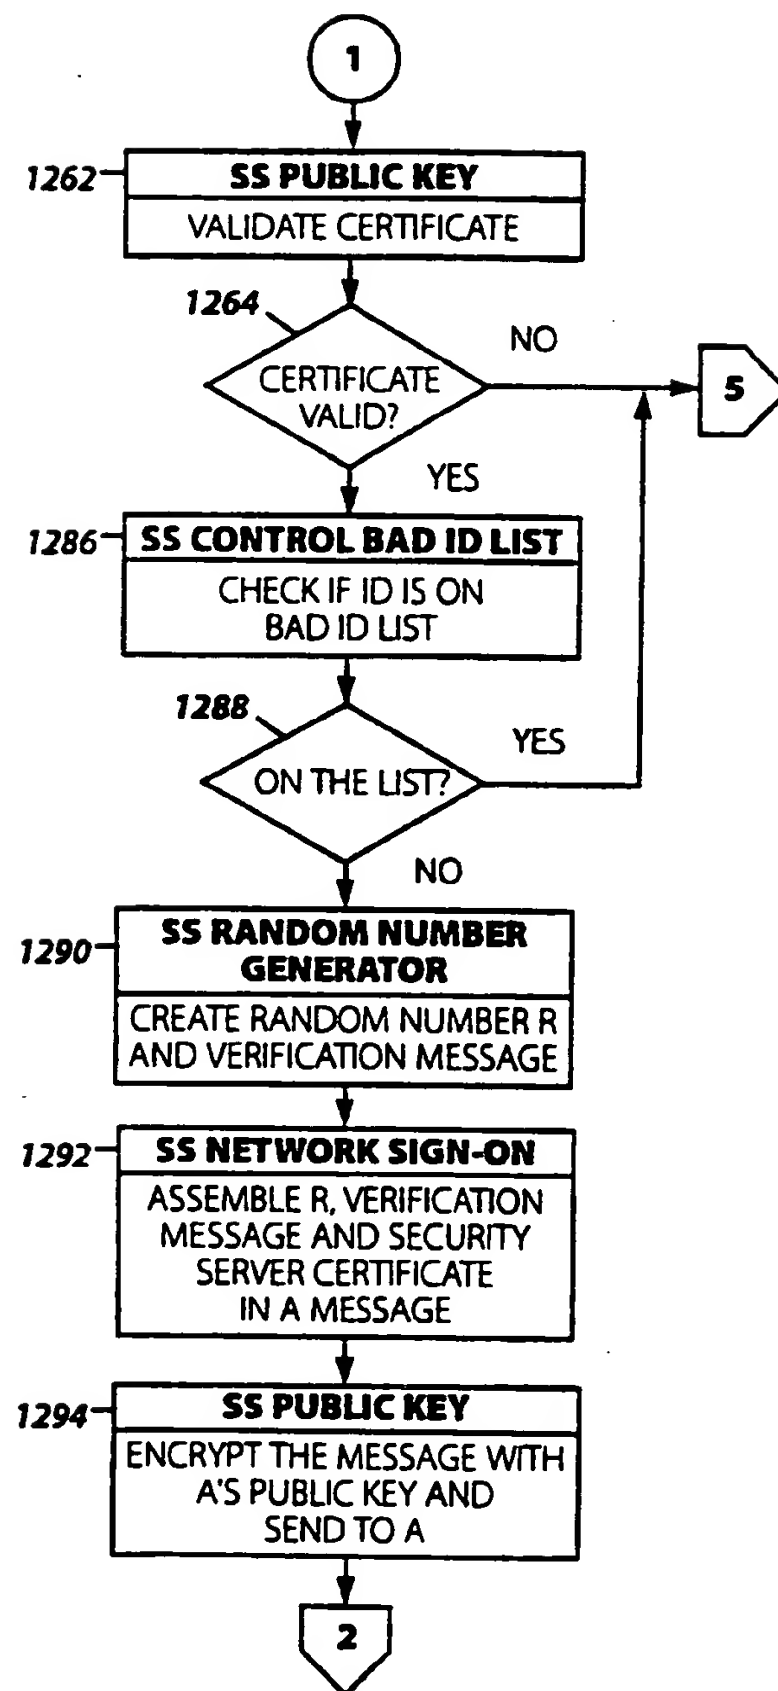 1
1262
SS PUBLIC KEY
VALIDATE CERTIFICATE
1264
NO
CERTIFICATE
VALID?
5
YES
1286
SS CONTROL BAD ID LIST
CHECK IF ID IS ON
BAD ID LIST
1288
YES
ON THE LIST?
NO
1290
SS RANDOM NUMBER
GENERATOR
CREATE RANDOM NUMBER R
AND VERIFICATION MESSAGE
1292
SS NETWORK SIGN-ON
ASSEMBLE R, VERIFICATION
MESSAGE AND SECURITY
SERVER CERTIFICATE
IN A MESSAGE
1294
SS PUBLIC KEY
ENCRYPT THE MESSAGE WITH
A'S PUBLIC KEY AND
SEND TO A
2